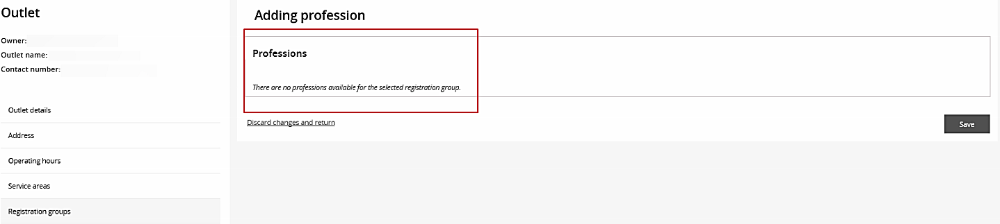 Outlet
Owner:
Outlet name:
Contact number:
Outlet details
Address
Operating hours
Service areas
Registration groups
Adding profession
Professions
There are no professions available for the selected registration group.
Discard changes and return
Save